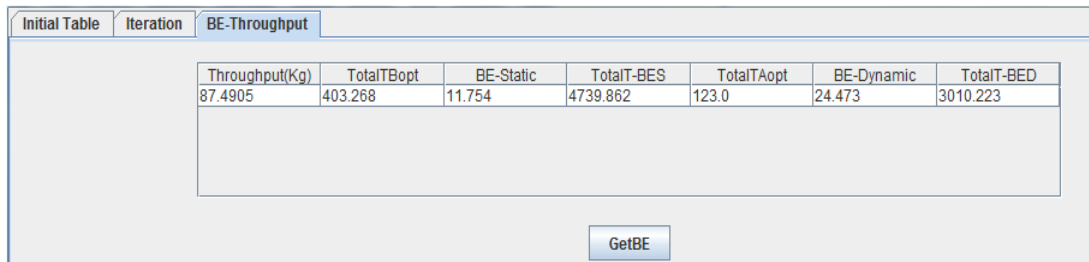 Initial Table Iteration BE-Throughput
Throughput(Kg) TotalTBopt BE-Static TotalT-BES TotalTAopt BE-Dynamic TotalT-BED
87.4905 403.268 11.754 4739.862 123.0 24.473 3010.223
GetBE